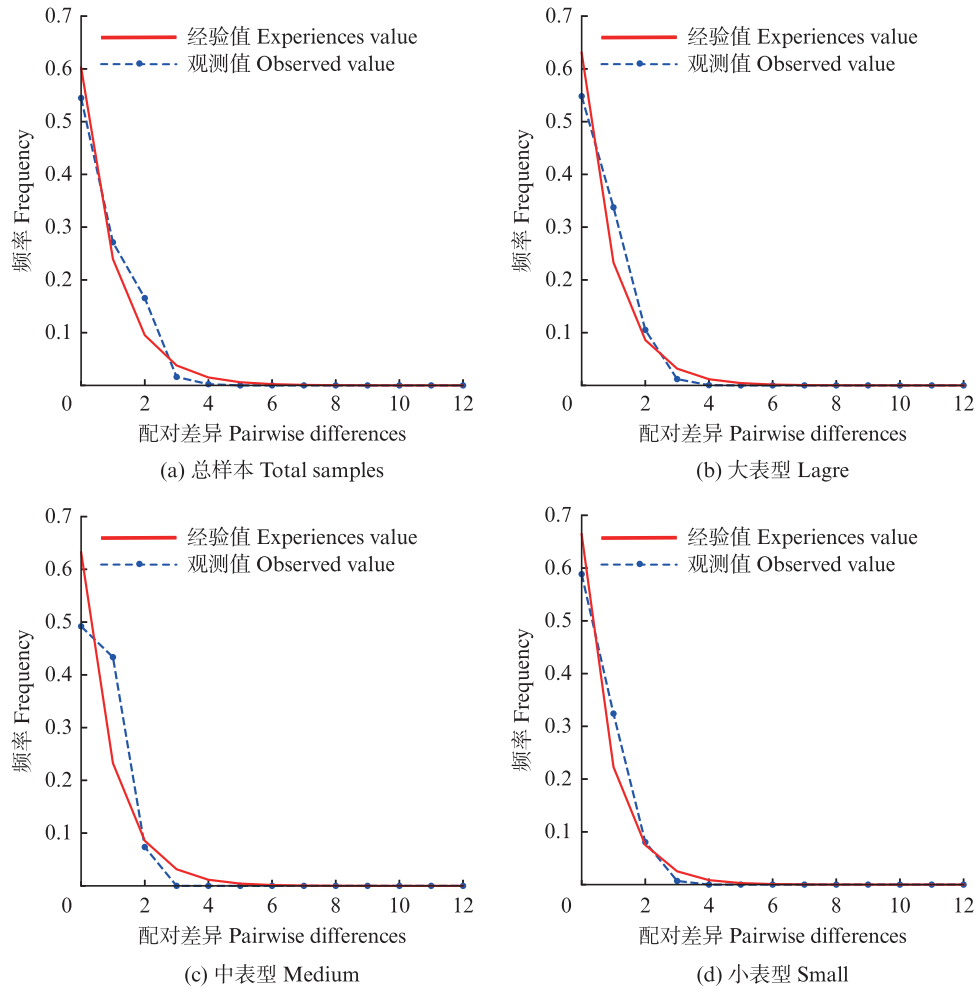 0.7
0.6
0.5
0.4
0.3
0.2
0.1
频率 Frequency
经验值 Experiences value
观测值 Observed value
0 2 4 6 8 10 12
配对差异 Pairwise differences
(a) 总样本 Total samples
0.7
0.6
0.5
0.4
0.3
0.2
0.1
频率 Frequency
经验值 Experiences value
观测值 Observed value
0 2 4 6 8 10 12
配对差异 Pairwise differences
(b) 大表型 Lagre
0.7
0.6
0.5
0.4
0.3
0.2
0.1
频率 Frequency
经验值 Experiences value
观测值 Observed value
0 2 4 6 8 10 12
配对差异 Pairwise differences
(c) 中表型 Medium
0.7
0.6
0.5
0.4
0.3
0.2
0.1
频率 Frequency
经验值 Experiences value
观测值 Observed value
0 2 4 6 8 10 12
配对差异 Pairwise differences
(d) 小表型 Small